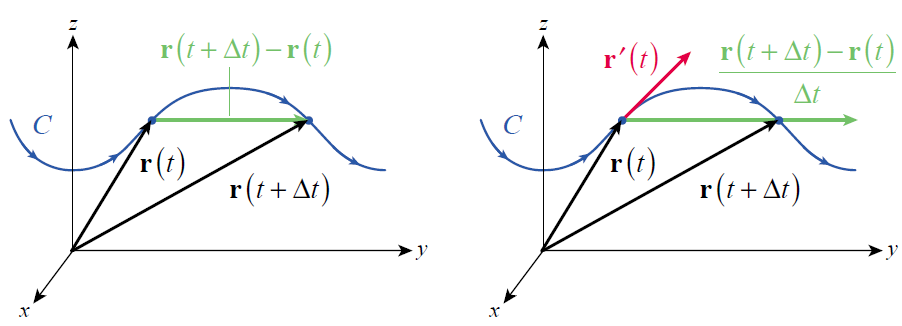 z
r(t + Δt) − r(t)
C
r(t)
r(t + Δt)
y
x
z
r′(t)
r(t + Δt) − r(t)
Δt
C
r(t)
r(t + Δt)
y
x